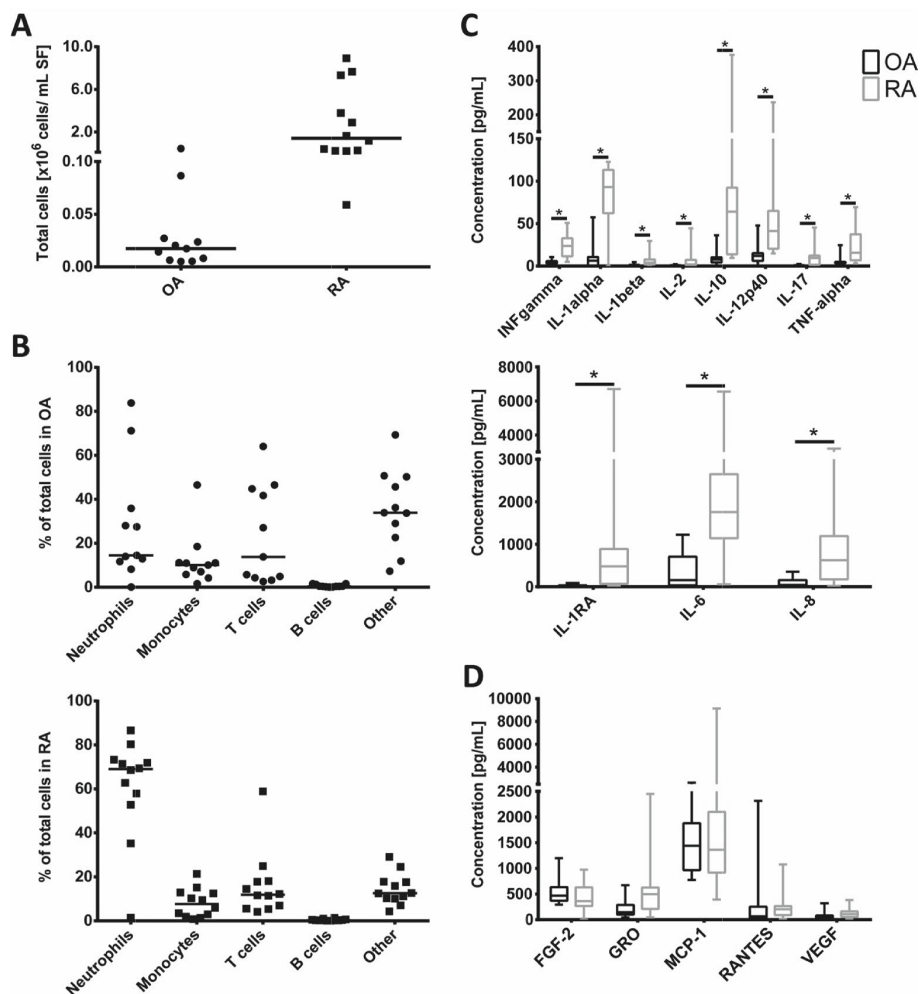 A
Total cells [x10⁶ cells/ mL SF]
10.0
6.0
2.0
0.10
0.05
0.00
OA
RA
B
% of total cells in OA
100
80
60
40
20
0
Neutrophils
Monocytes
T cells
B cells
Other
% of total cells in RA
100
80
60
40
20
0
Neutrophils
Monocytes
T cells
B cells
Other
C
Concentration [pg/mL]
400
300
200
150
100
50
0
* * * * * * * *
INFgamma
IL-1alpha
IL-1beta
IL-2
IL-10
IL-12p40
IL-17
TNF-alpha
OA
RA
Concentration [pg/mL]
8000
6000
4000
3000
2000
1000
0
* * *
IL-1RA
IL-6
IL-8
D
Concentration [pg/mL]
10000
8000
6000
4000
2500
2000
1500
1000
500
0
FGF-2
GRO
MCP-1
RANTES
VEGF